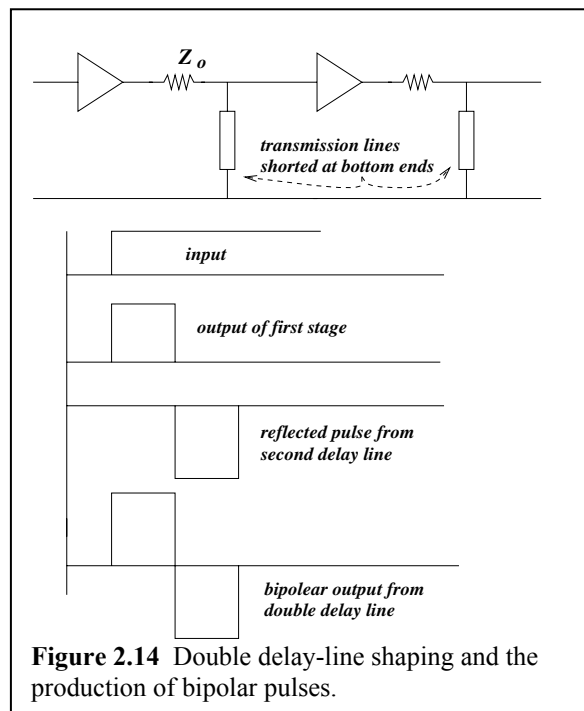 Z o
transmission lines
shorted at bottom ends
input
output of first stage
reflected pulse from
second delay line
bipolear output from
double delay line
Figure 2.14 Double delay-line shaping and the
production of bipolar pulses.